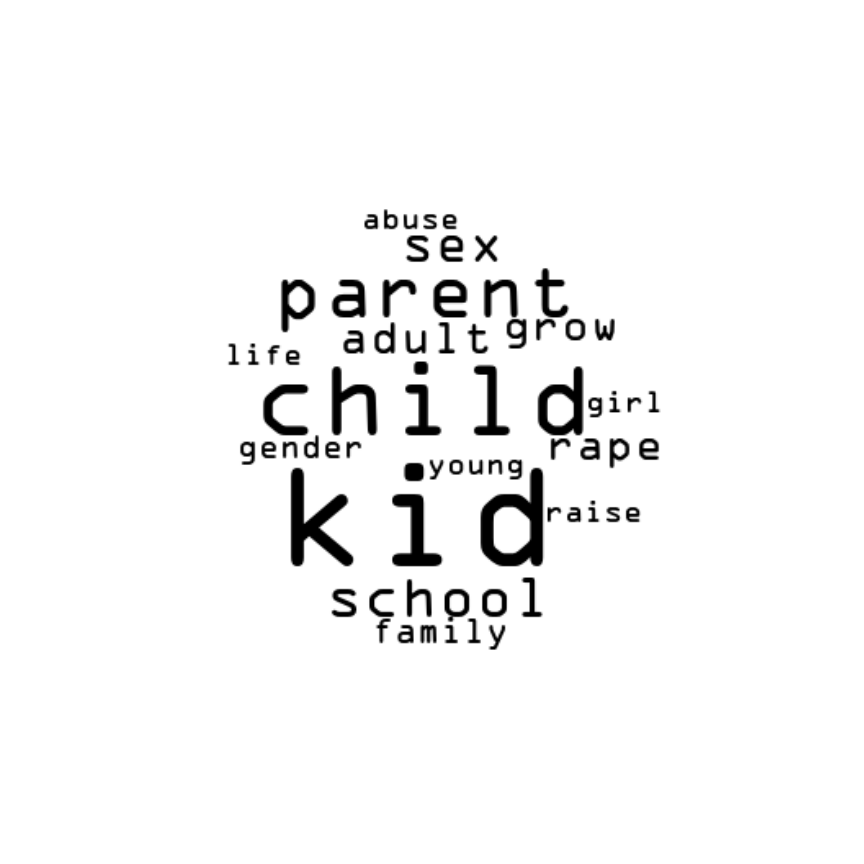 abuse
sex
parent
adult grow
life
child girl
gender rape
young
kid raise
school
family